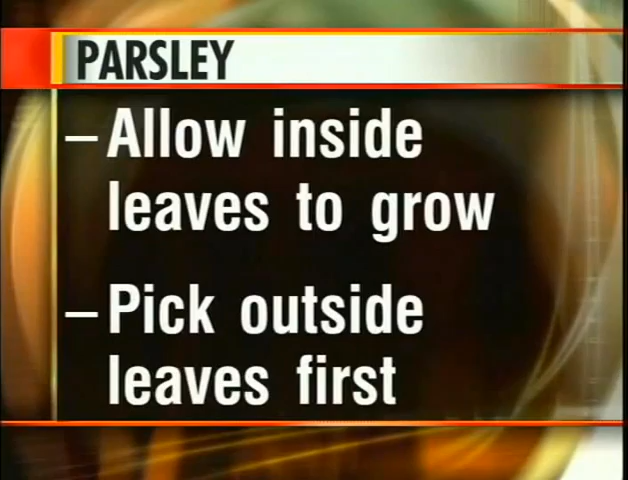 PARSLEY
– Allow inside
leaves to grow
– Pick outside
leaves first